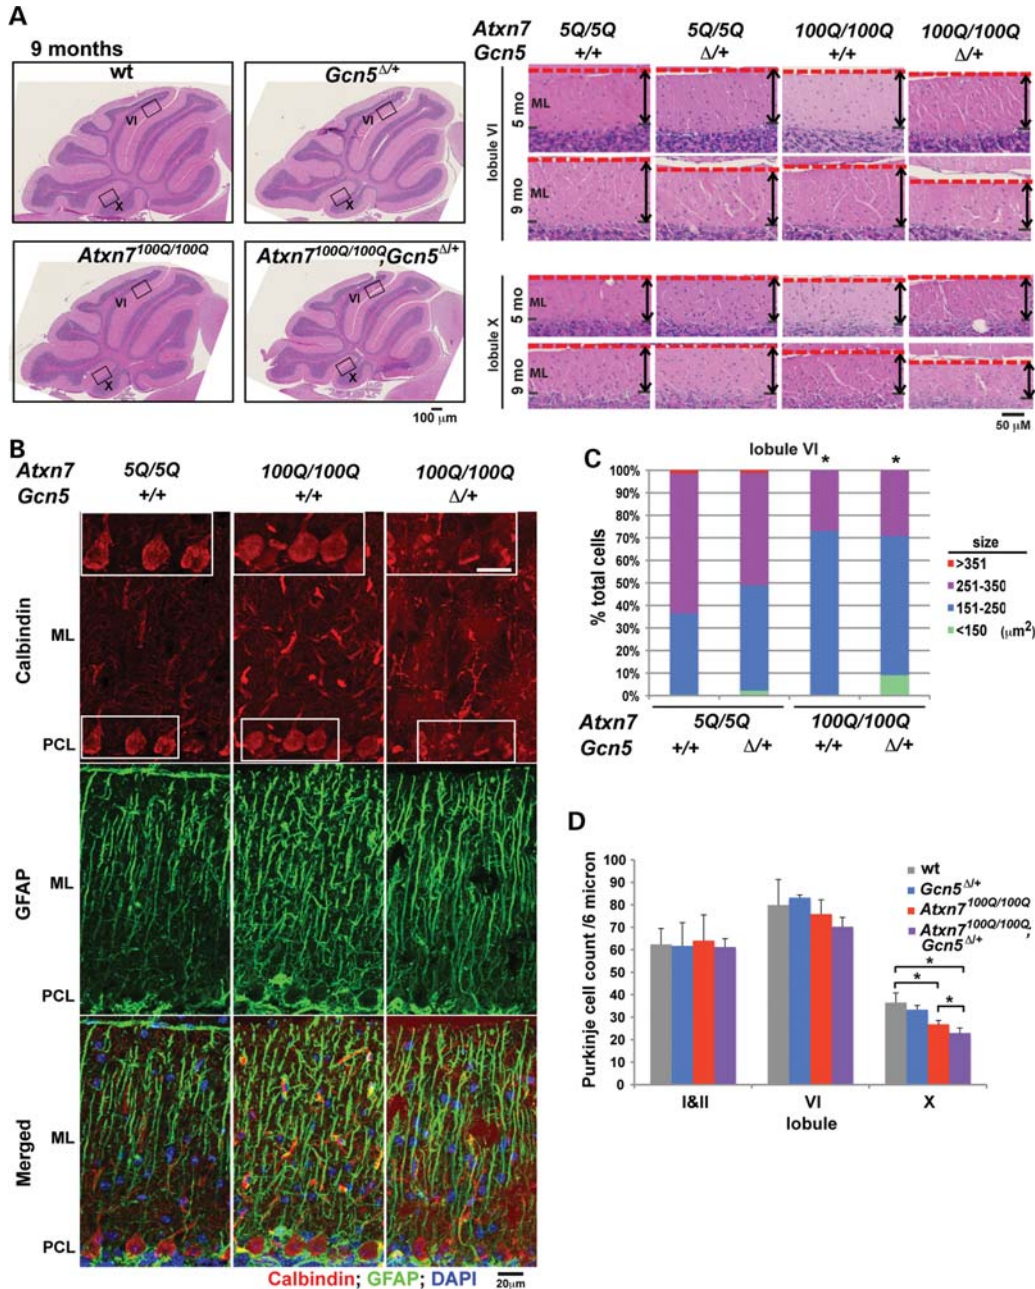 A
9 months
wt
Gcn5Δ/+
VI
X
VI
X
Atxn7100Q/100Q
Atxn7100Q/100Q;Gcn5Δ/+
VI
X
VI
X
100 μm
Atxn7 5Q/5Q 5Q/5Q 100Q/100Q 100Q/100Q
Gcn5 +/+ Δ/+ +/+ Δ/+
lobule VI
5 mo
ML
9 mo
ML
lobule X
5 mo
ML
9 mo
ML
50 μM
B
Atxn7 5Q/5Q 100Q/100Q 100Q/100Q
Gcn5 +/+ +/+ Δ/+
Calbindin
ML
PCL
GFAP
ML
PCL
Merged
ML
PCL
Calbindin; GFAP; DAPI
20μm
C
lobule VI
* *
% total cells
100%
90%
80%
70%
60%
50%
40%
30%
20%
10%
0%
size
>351
251-350
151-250
<150 (μm2)
Atxn7 5Q/5Q 100Q/100Q
Gcn5 +/+ Δ/+ +/+ Δ/+
D
Purkinje cell count /6 micron
100
90
80
70
60
50
40
30
20
10
0
wt
Gcn5Δ/+
Atxn7100Q/100Q
Atxn7100Q/100Q;
Gcn5Δ/+
*
*
*
I&II VI X
lobule